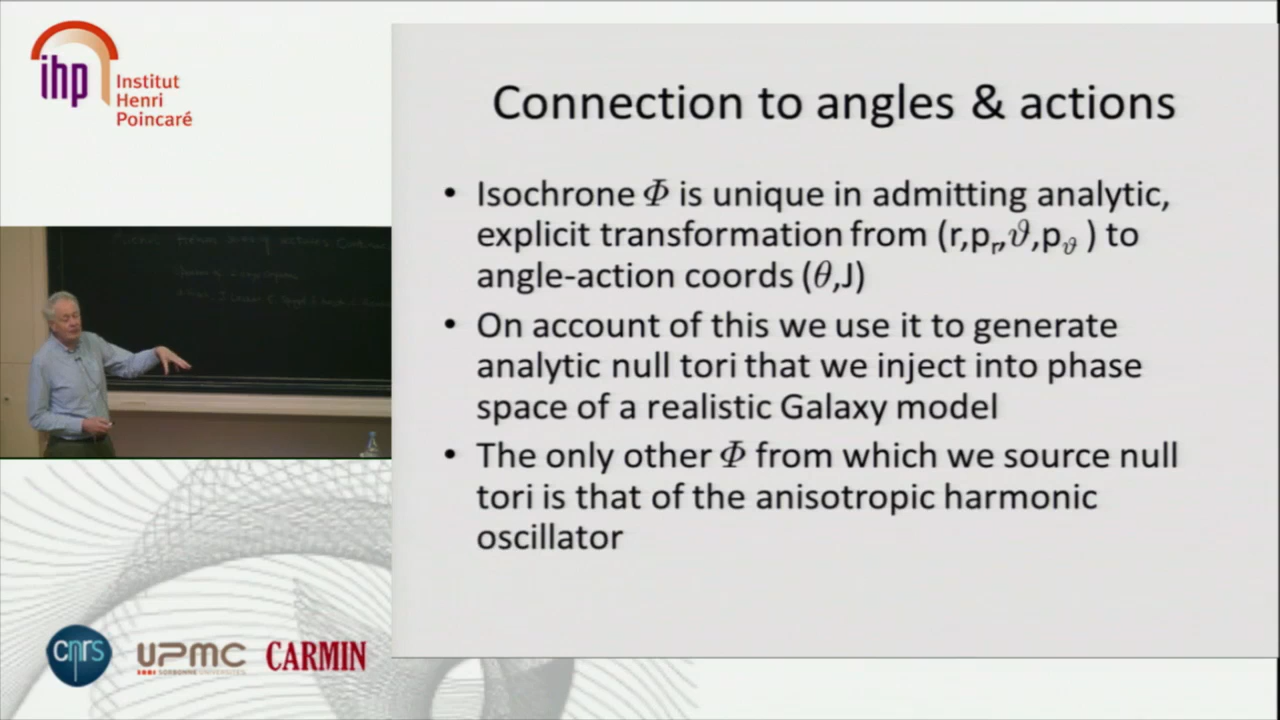 ihp
Institut
Henri
Poincaré
Connection to angles & actions
• Isochrone Φ is unique in admitting analytic,
explicit transformation from (r,pᵣ,ϑ,p_ϑ ) to
angle-action coords (θ,J)
• On account of this we use it to generate
analytic null tori that we inject into phase
space of a realistic Galaxy model
• The only other Φ from which we source null
tori is that of the anisotropic harmonic
oscillator
cnrs
UPMC
SORBONNE UNIVERSITÉS
CARMIN